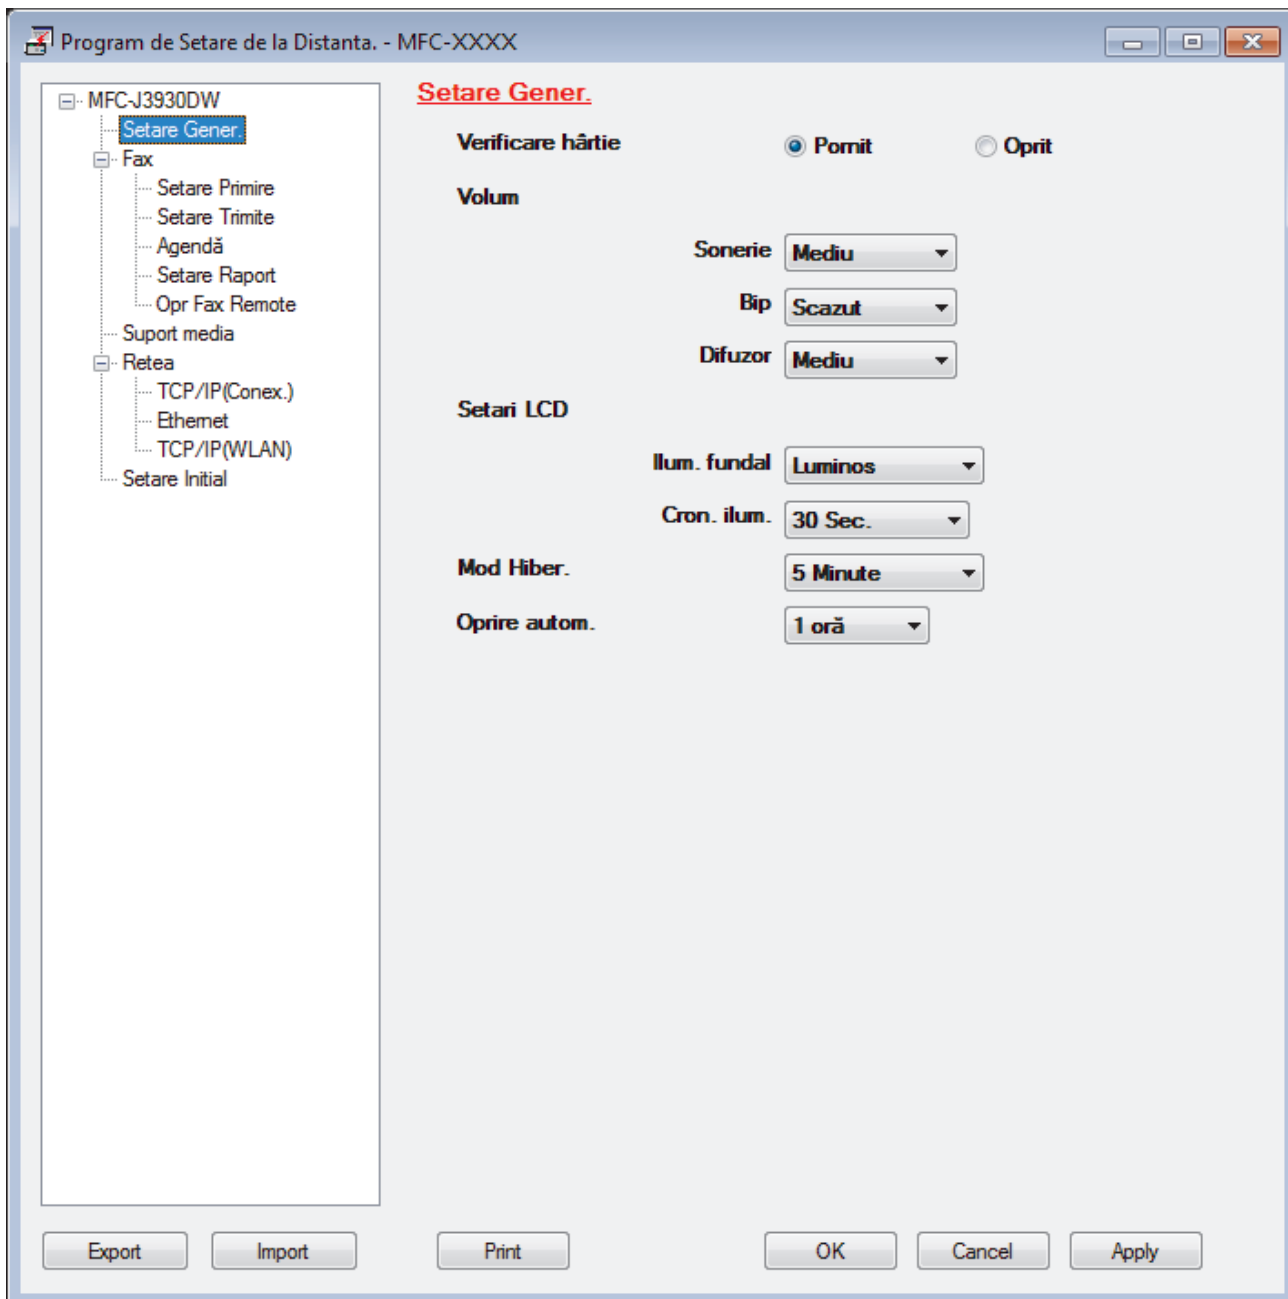 Program de Setare de la Distanta. - MFC-XXXX
MFC-J3930DW
Setare Gener.
Fax
Setare Primire
Setare Trimite
Agendă
Setare Raport
Opr Fax Remote
Suport media
Retea
TCP/IP(Conex.)
Ethernet
TCP/IP(WLAN)
Setare Initial
Setare Gener.
Verificare hârtie Pornit Oprit
Volum
Sonerie Mediu
Bip Scazut
Difuzor Mediu
Setari LCD
Ilum. fundal Luminos
Cron. ilum. 30 Sec.
Mod Hiber. 5 Minute
Oprire autom. 1 oră
Export Import Print OK Cancel Apply